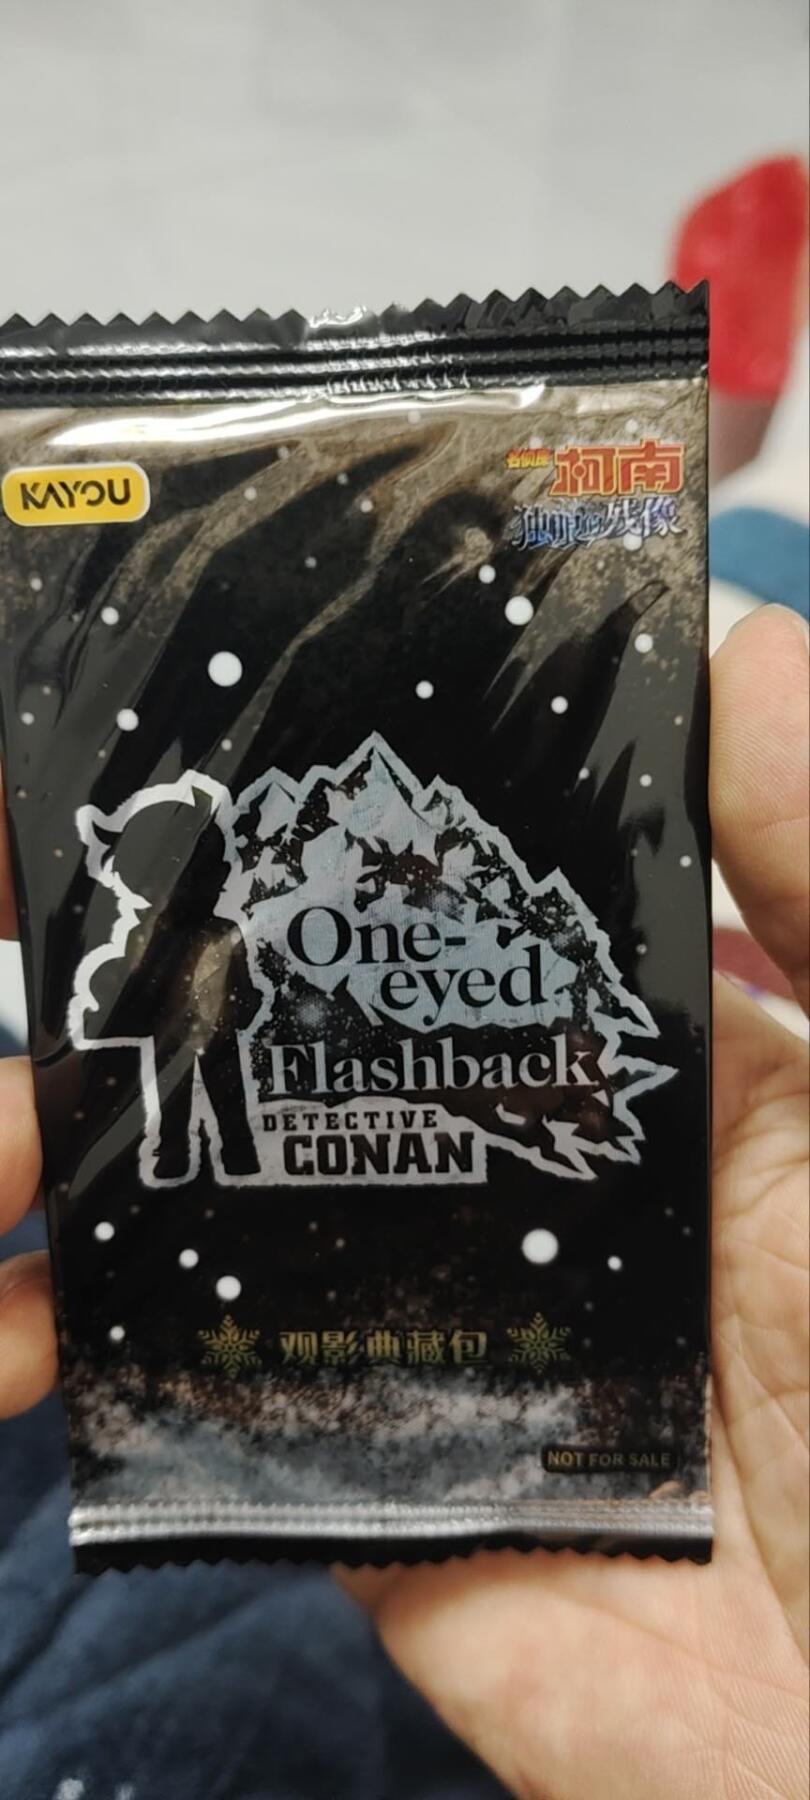 KAYOU
名侦探
柯南
独眼的残像
One-
eyed
Flashback
DETECTIVE
CONAN
观影典藏包
NOT FOR SALE